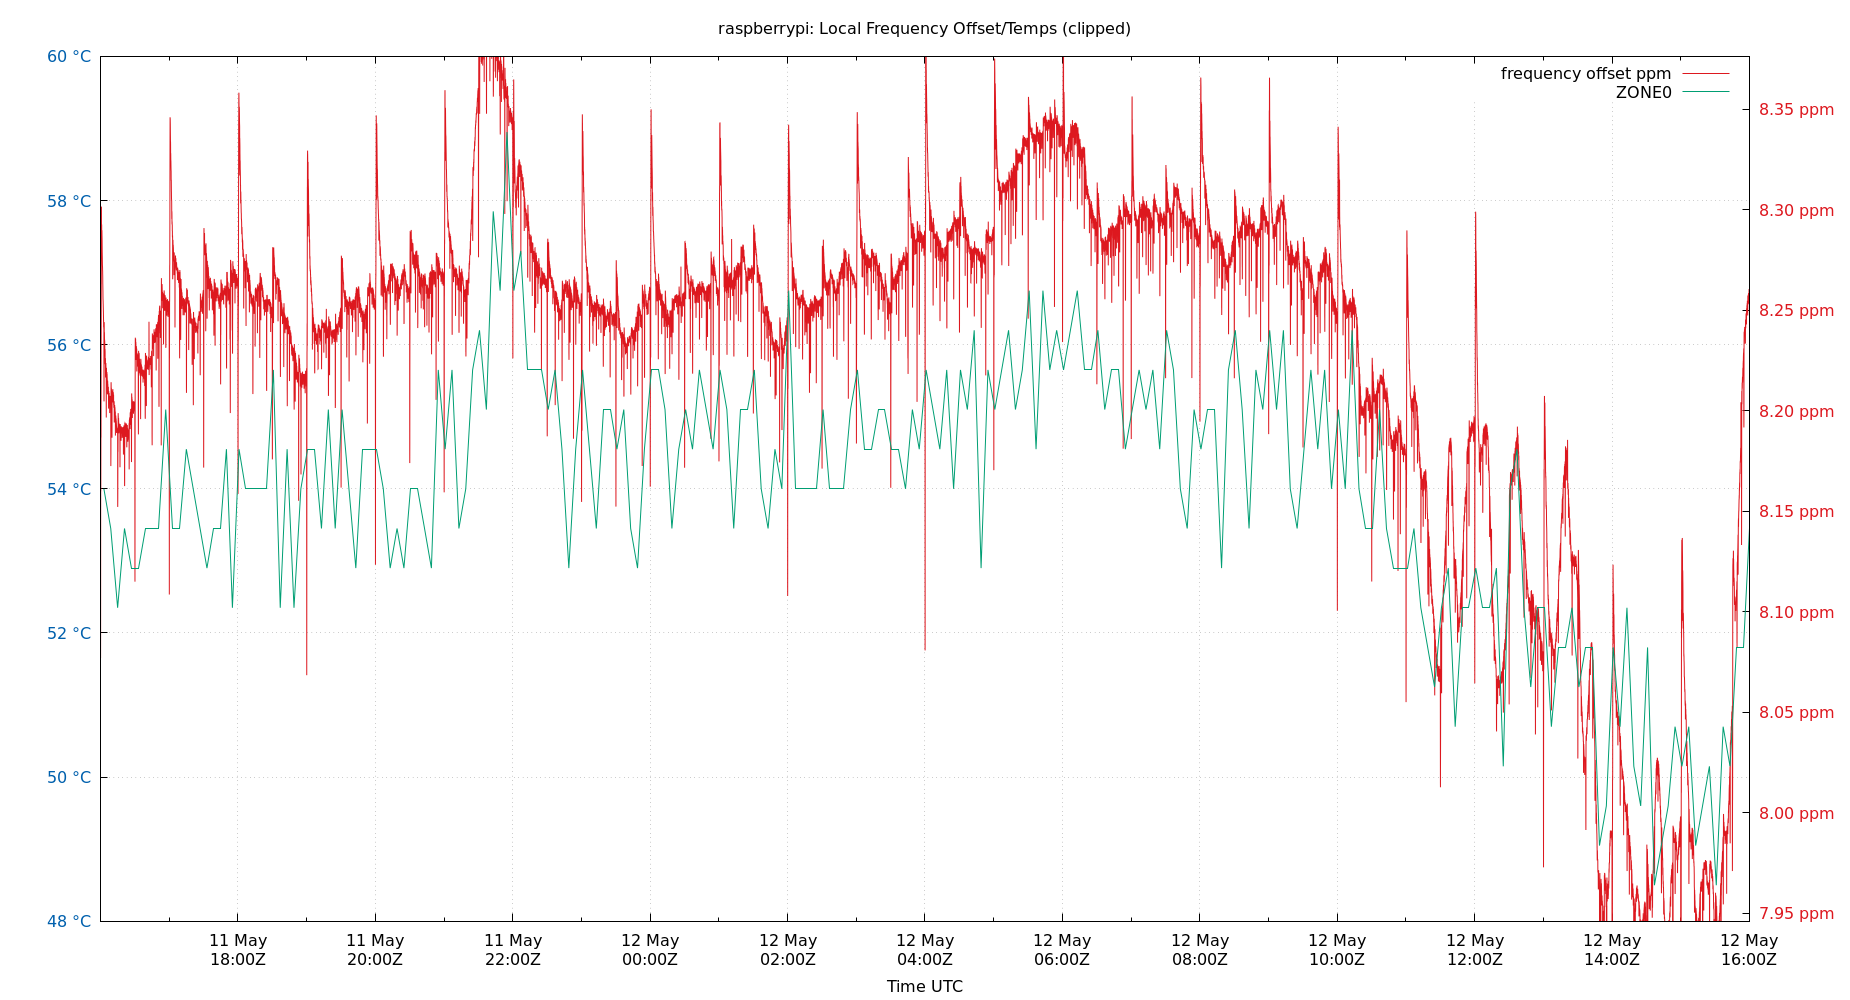 raspberrypi: Local Frequency Offset/Temps (clipped)
frequency offset ppm
ZONE0
60 °C
58 °C
56 °C
54 °C
52 °C
50 °C
48 °C
8.35 ppm
8.30 ppm
8.25 ppm
8.20 ppm
8.15 ppm
8.10 ppm
8.05 ppm
8.00 ppm
7.95 ppm
11 May
18:00Z
11 May
20:00Z
11 May
22:00Z
12 May
00:00Z
12 May
02:00Z
12 May
04:00Z
12 May
06:00Z
12 May
08:00Z
12 May
10:00Z
12 May
12:00Z
12 May
14:00Z
12 May
16:00Z
Time UTC